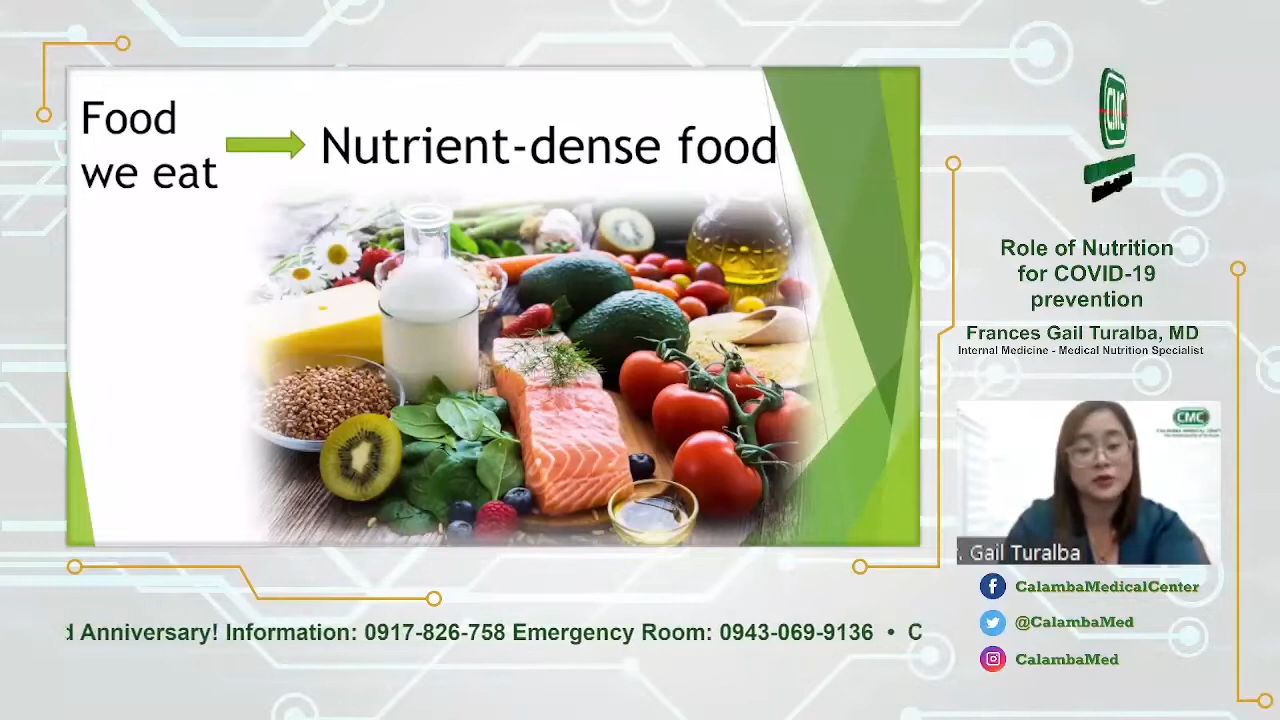 Food
we eat
Nutrient-dense food
CMC
Role of Nutrition
for COVID-19
prevention
Frances Gail Turalba, MD
Internal Medicine - Medical Nutrition Specialist
CMC
. Gail Turalba
CalambaMedicalCenter
@CalambaMed
CalambaMed
d Anniversary! Information: 0917-826-758 Emergency Room: 0943-069-9136 • C